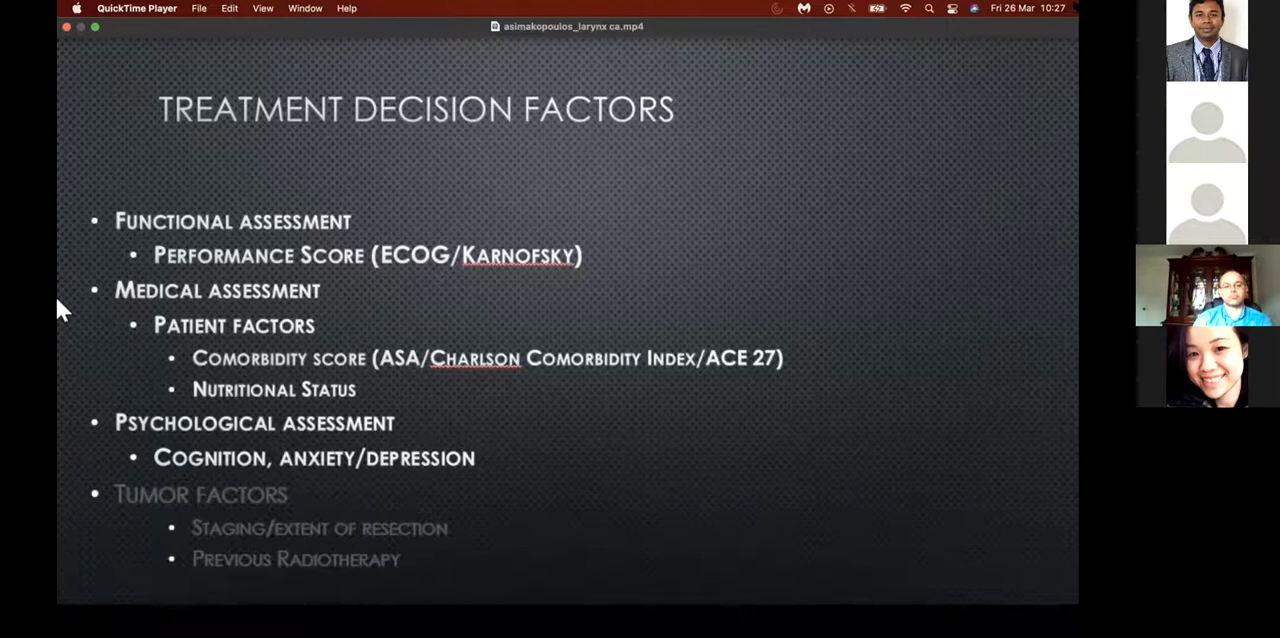 QuickTime Player File Edit View Window Help Fri 26 Mar 10:27
asimakopoulos_larynx ca.mp4
TREATMENT DECISION FACTORS
• FUNCTIONAL ASSESSMENT
• PERFORMANCE SCORE (ECOG/KARNOFSKY)
• MEDICAL ASSESSMENT
• PATIENT FACTORS
• COMORBIDITY SCORE (ASA/CHARLSON COMORBIDITY INDEX/ACE 27)
• NUTRITIONAL STATUS
• PSYCHOLOGICAL ASSESSMENT
• COGNITION, ANXIETY/DEPRESSION
• TUMOR FACTORS
• STAGING/EXTENT OF RESECTION
• PREVIOUS RADIOTHERAPY